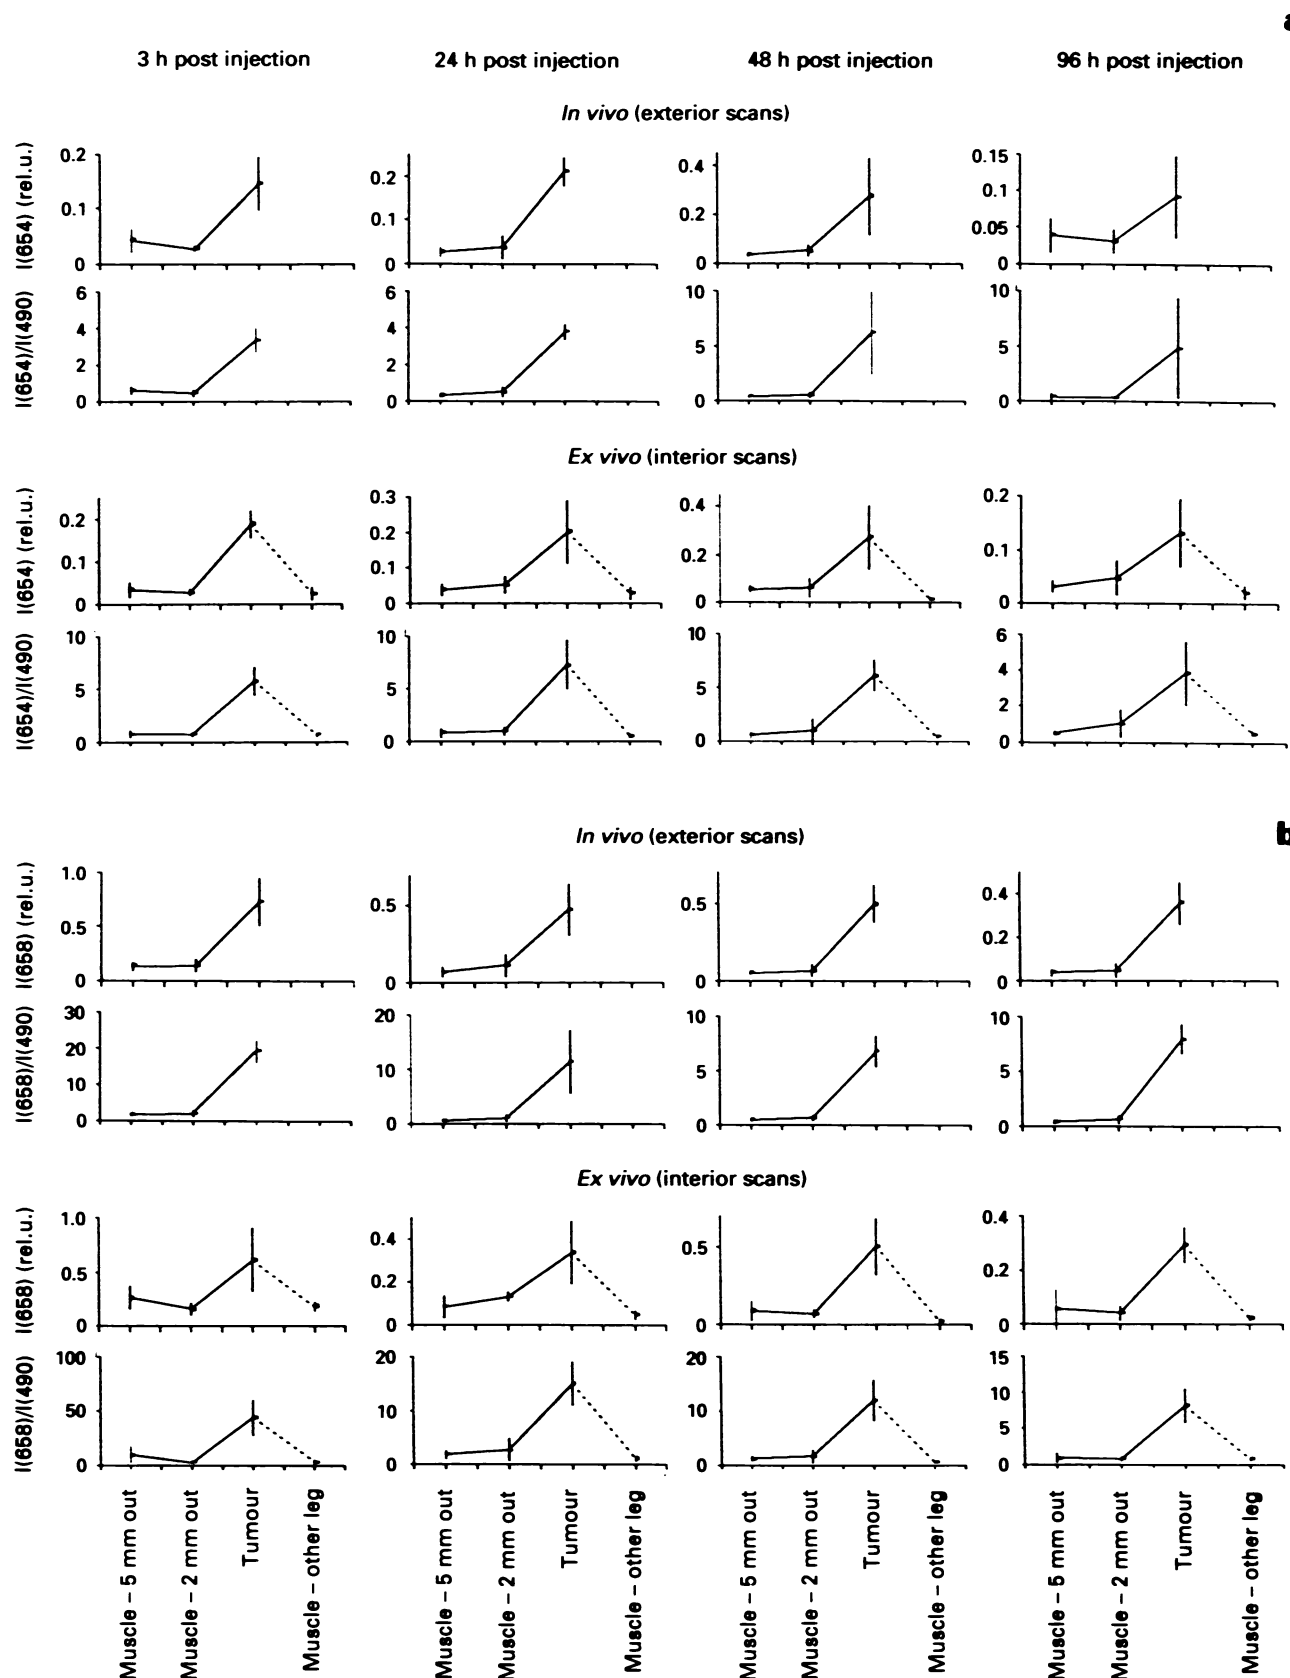 a
3 h post injection 24 h post injection 48 h post injection 96 h post injection
In vivo (exterior scans)
I(654) (rel.u.)
0.2 0.1 0
0.2 0.1 0
0.4 0.2 0
0.15 0.1 0.05 0
I(654)/I(490)
6 4 2 0
6 4 2 0
10 5 0
10 5 0
Ex vivo (interior scans)
I(654) (rel.u.)
0.2 0.1 0
0.3 0.2 0.1 0
0.4 0.2 0
0.2 0.1 0
I(654)/I(490)
10 5 0
10 5 0
10 5 0
6 4 2 0
b
In vivo (exterior scans)
I(658) (rel.u.)
1.0 0.5 0
0.5 0
0.5 0
0.4 0.2 0
I(658)/I(490)
30 20 10 0
20 10 0
10 5 0
10 5 0
Ex vivo (interior scans)
I(658) (rel.u.)
1.0 0.5 0
0.4 0.2 0
0.5 0
0.4 0.2 0
I(658)/I(490)
100 50 0
20 10 0
20 10 0
15 10 5 0
Muscle – 5 mm out
Muscle – 2 mm out
Tumour
Muscle – other leg
Muscle – 5 mm out
Muscle – 2 mm out
Tumour
Muscle – other leg
Muscle – 5 mm out
Muscle – 2 mm out
Tumour
Muscle – other leg
Muscle – 5 mm out
Muscle – 2 mm out
Tumour
Muscle – other leg